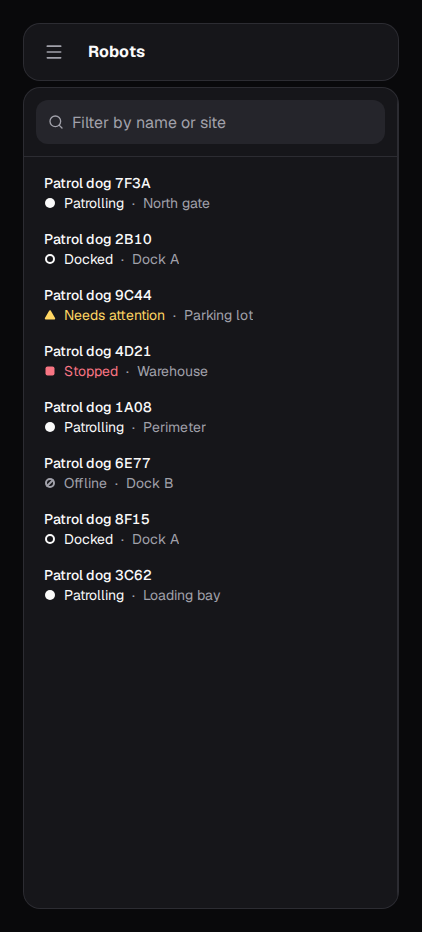 Robots
Filter by name or site
Patrol dog 7F3A
Patrolling · North gate
Patrol dog 2B10
Docked · Dock A
Patrol dog 9C44
Needs attention · Parking lot
Patrol dog 4D21
Stopped · Warehouse
Patrol dog 1A08
Patrolling · Perimeter
Patrol dog 6E77
Offline · Dock B
Patrol dog 8F15
Docked · Dock A
Patrol dog 3C62
Patrolling · Loading bay